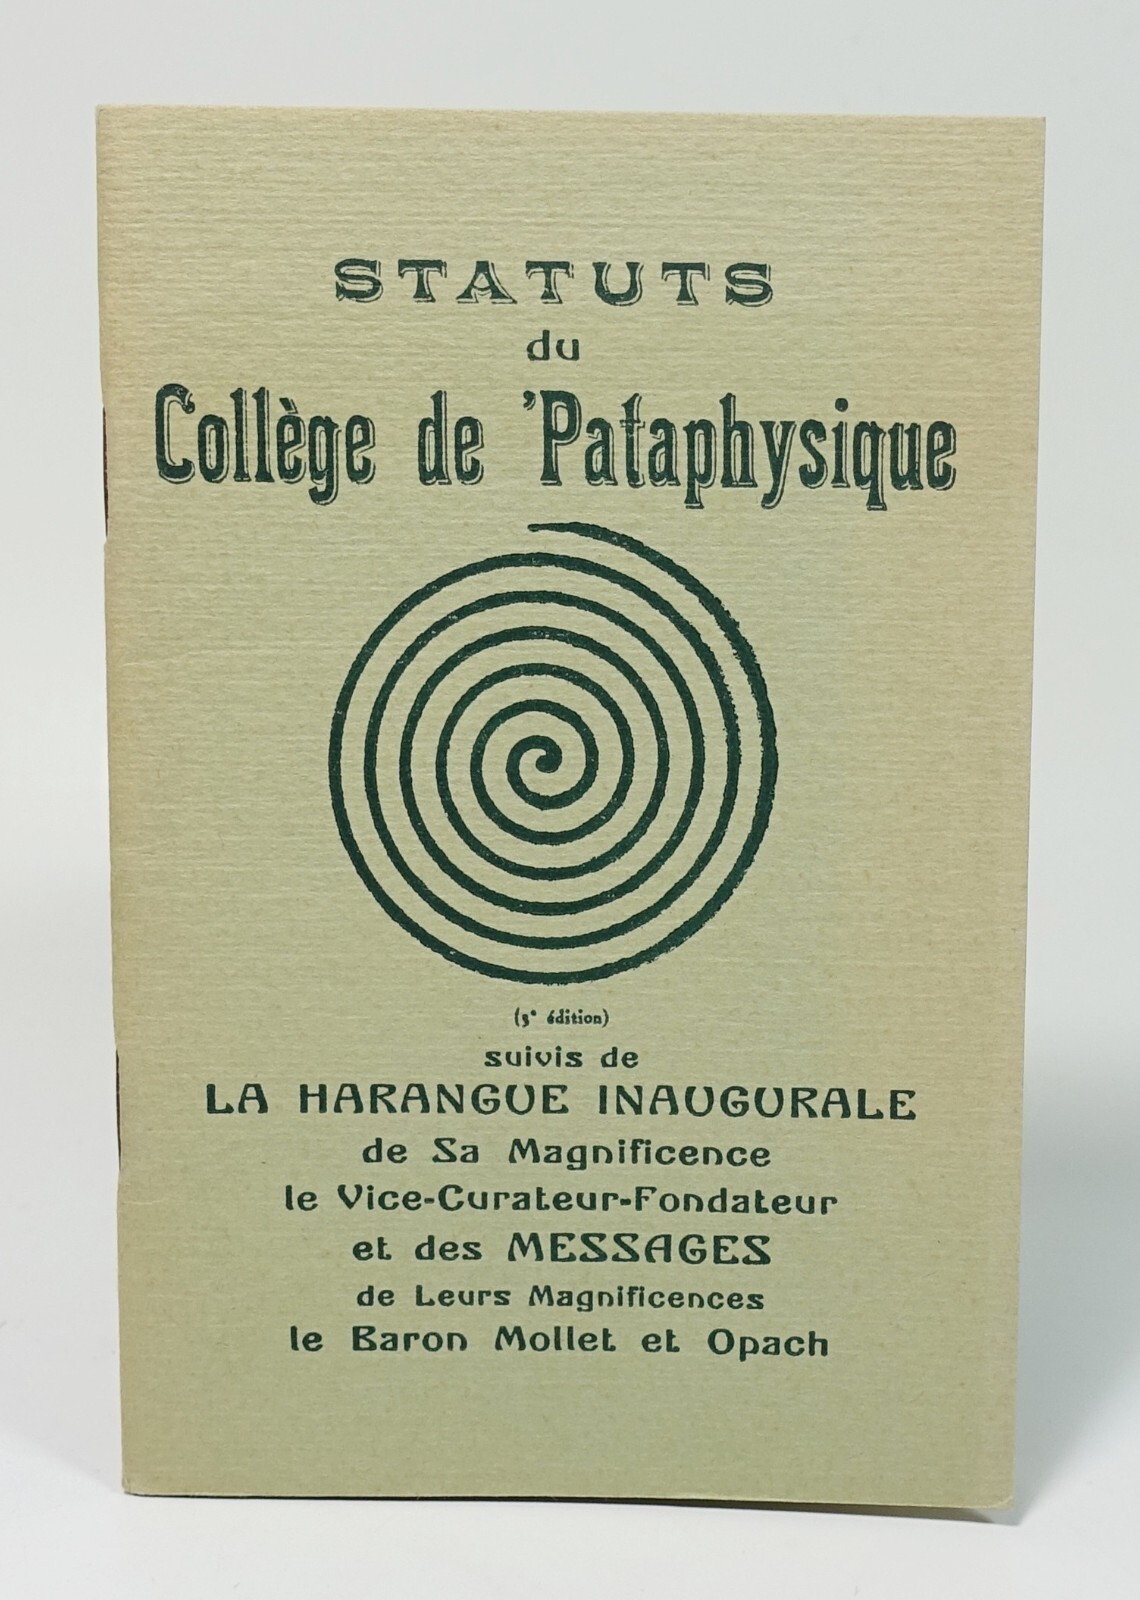 STATUTS
du
Collège de 'Pataphysique
(5ᵉ édition)
suivis de
LA HARANGUE INAUGURALE
de Sa Magnificence
le Vice-Curateur-Fondateur
et des MESSAGES
de Leurs Magnificences
le Baron Mollet et Opach